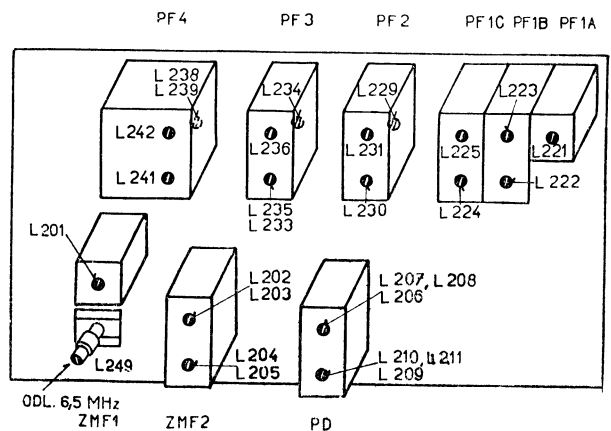 PF4 PF3 PF2 PF1C PF1B PF1A
L238
L239
L242
L241
L234
L236
L235
L233
L229
L231
L230
L223
L225
L221
L222
L224
L201
L202
L203
L204
L205
L207, L208
L206
L210, L211
L209
L249
ODL. 6,5 MHz
ZMF1 ZMF2 PD